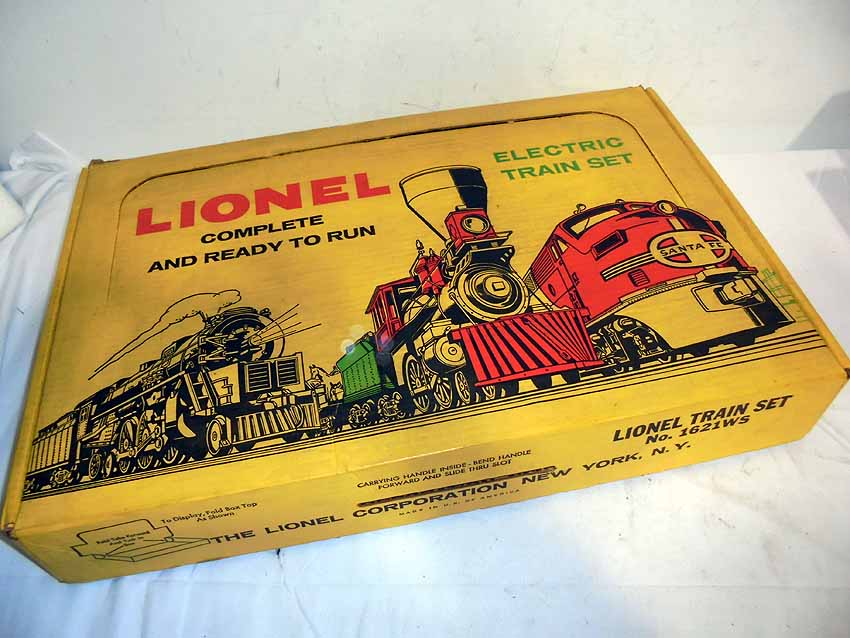 LIONEL
COMPLETE
AND READY TO RUN
ELECTRIC
TRAIN SET
SANTA FE
LIONEL TRAIN SET
No. 1621WS
CARRYING HANDLE INSIDE - BEND HANDLE
FORWARD AND SLIDE THRU SLOT
THE LIONEL CORPORATION NEW YORK, N. Y.
MADE IN U.S. OF AMERICA
To Display, Fold Box Top
As Shown